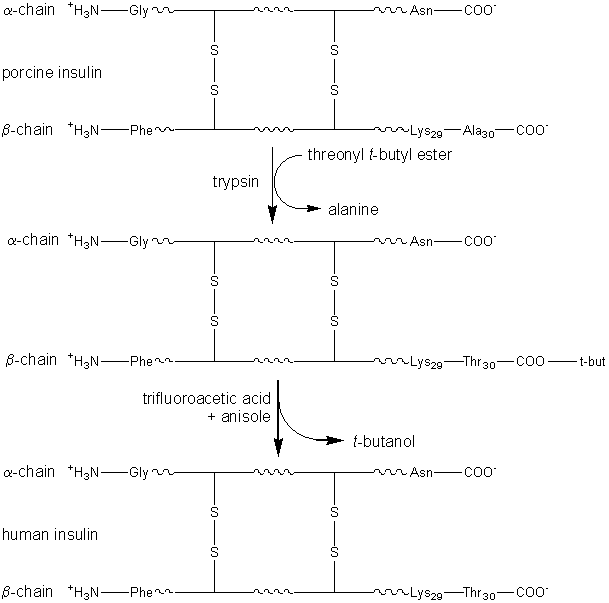 α-chain ⁺H₃N Gly Asn COO⁻
S S
porcine insulin
S S
β-chain ⁺H₃N Phe Lys₂₉ Ala₃₀ COO⁻
threonyl t-butyl ester
trypsin
alanine
α-chain ⁺H₃N Gly Asn COO⁻
S S
S S
β-chain ⁺H₃N Phe Lys₂₉ Thr₃₀ COO t-but
trifluoroacetic acid
+ anisole
t-butanol
α-chain ⁺H₃N Gly Asn COO⁻
S S
human insulin
S S
β-chain ⁺H₃N Phe Lys₂₉ Thr₃₀ COO⁻